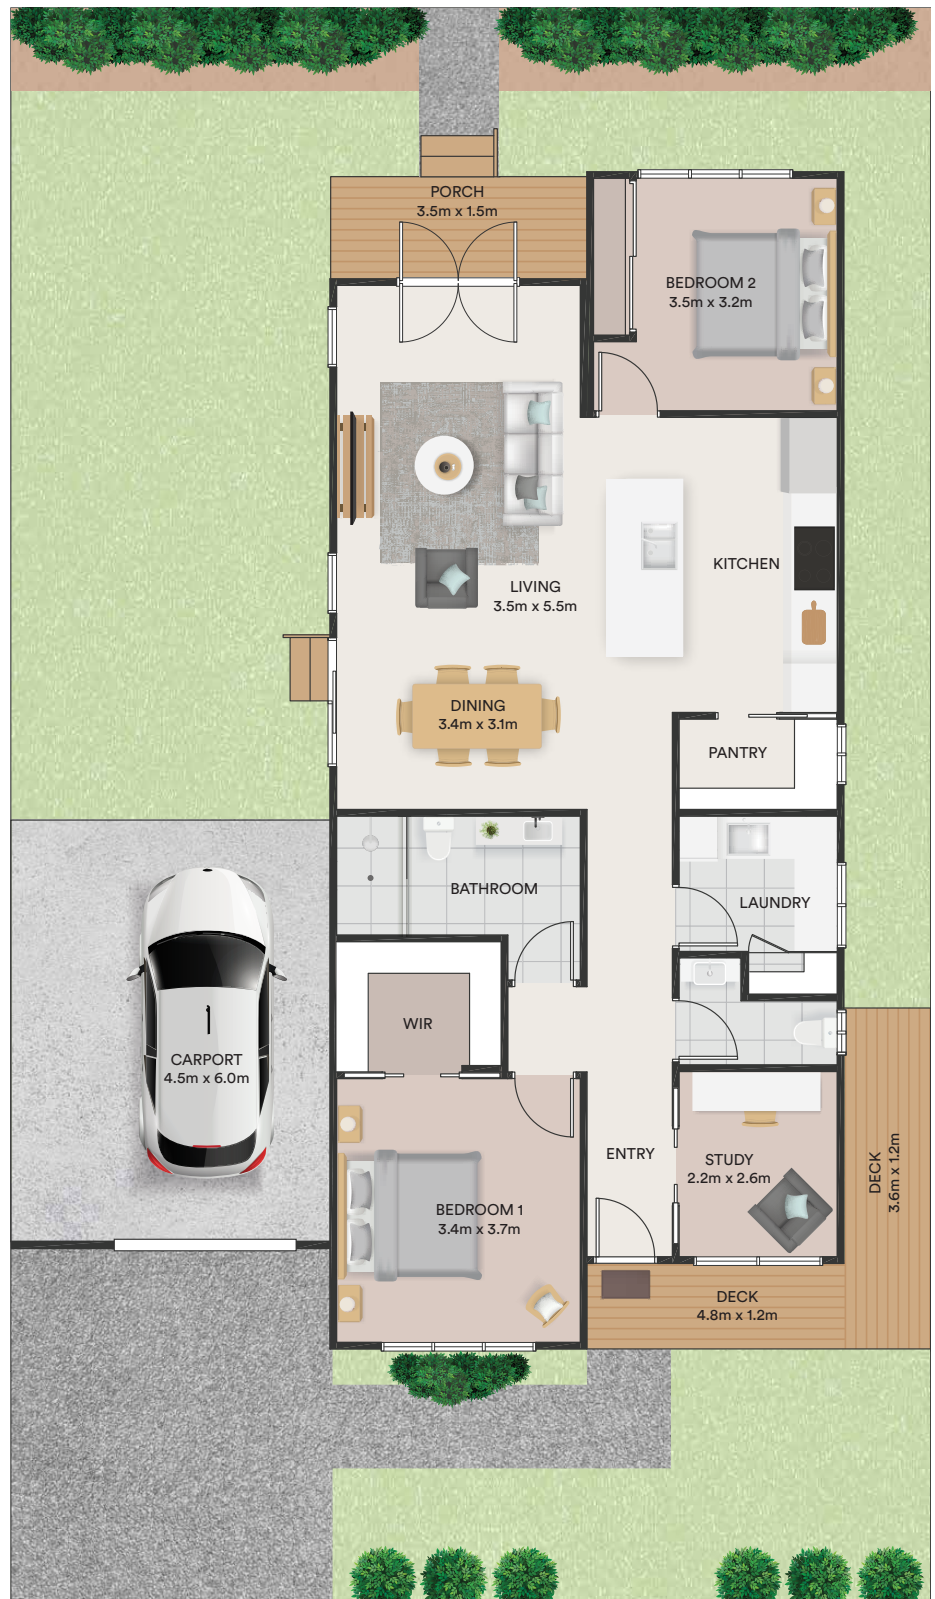 PORCH
3.5m x 1.5m
BEDROOM 2
3.5m x 3.2m
KITCHEN
LIVING
3.5m x 5.5m
DINING
3.4m x 3.1m
PANTRY
BATHROOM
LAUNDRY
WIR
CARPORT
4.5m x 6.0m
ENTRY
STUDY
2.2m x 2.6m
DECK
3.6m x 1.2m
BEDROOM 1
3.4m x 3.7m
DECK
4.8m x 1.2m